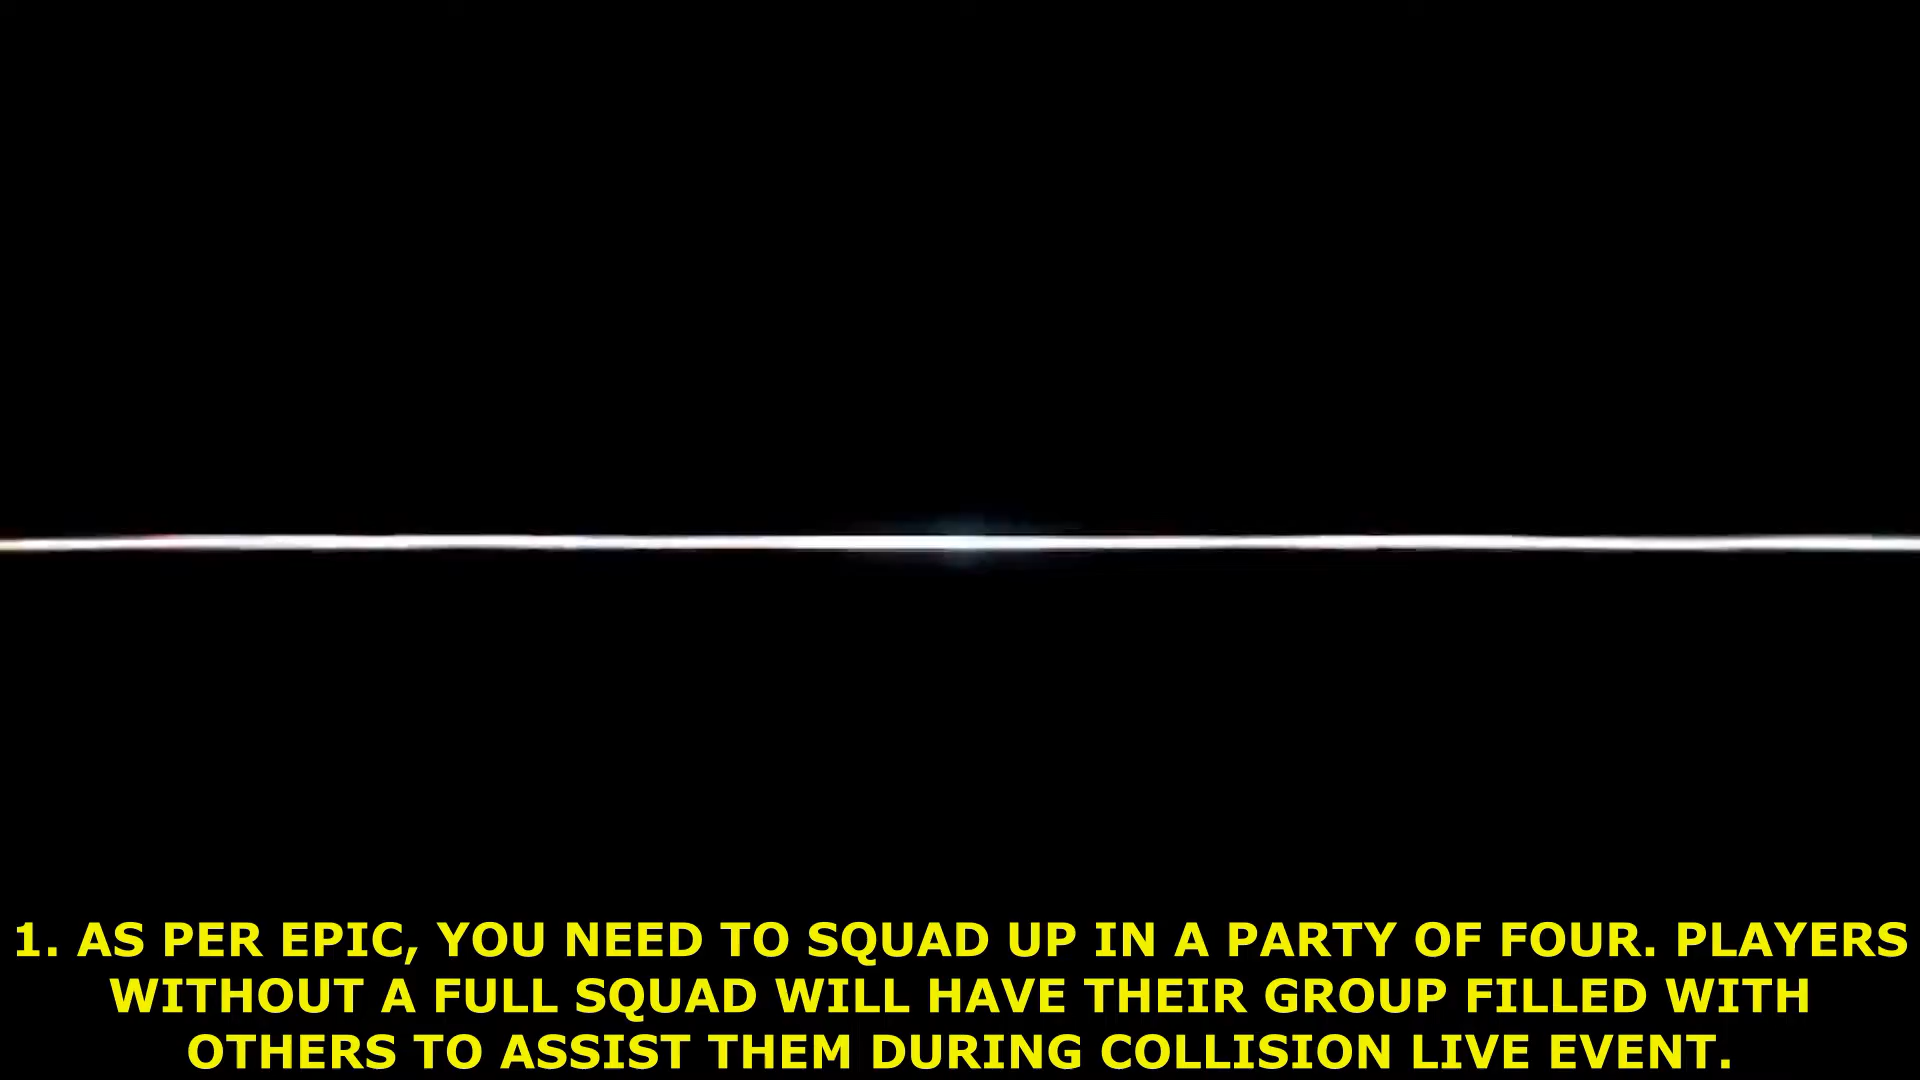 1. AS PER EPIC, YOU NEED TO SQUAD UP IN A PARTY OF FOUR. PLAYERS
WITHOUT A FULL SQUAD WILL HAVE THEIR GROUP FILLED WITH
OTHERS TO ASSIST THEM DURING COLLISION LIVE EVENT.